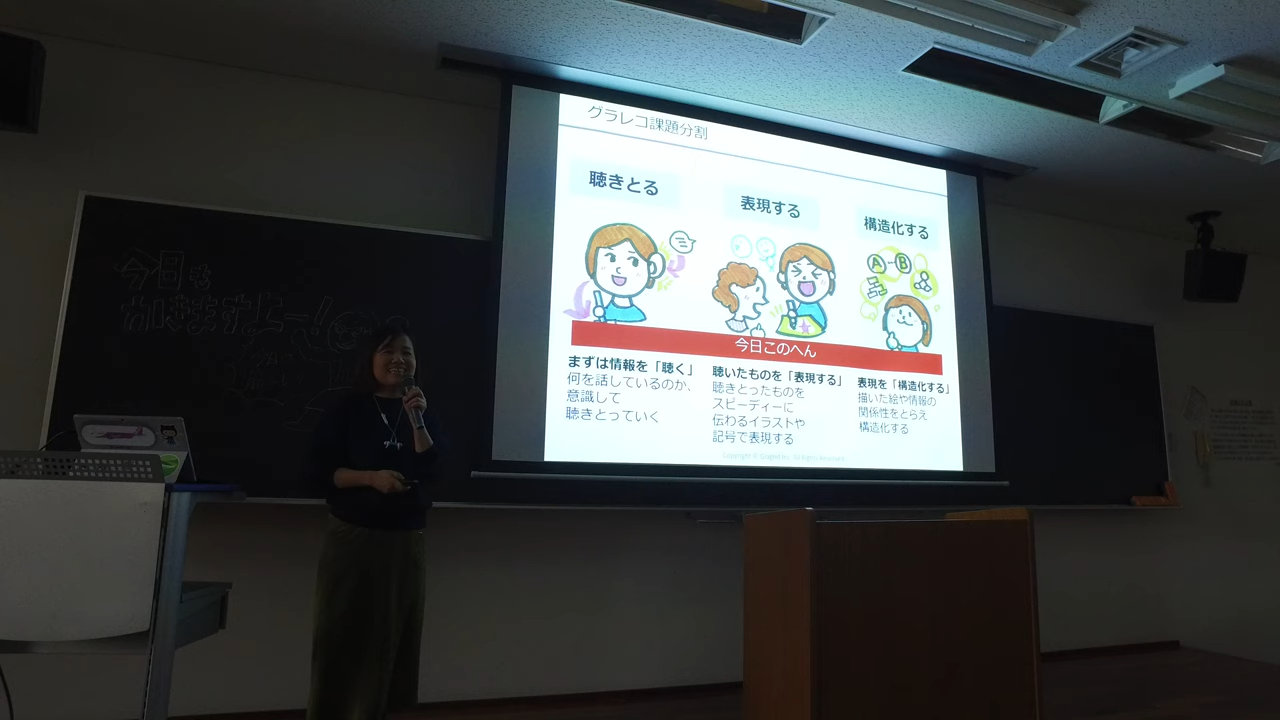 グラレコ課題分割
聴きとる
表現する
構造化する
A
B
今日このへん
まずは情報を「聴く」
何を話しているのか、
意識して
聴きとっていく
聴いたものを「表現する」
聴きとったものを
スピーディーに
伝わるイラストや
記号で表現する
表現を「構造化する」
描いた絵や情報の
関係性をとらえ
構造化する
今日も
かきますよー!